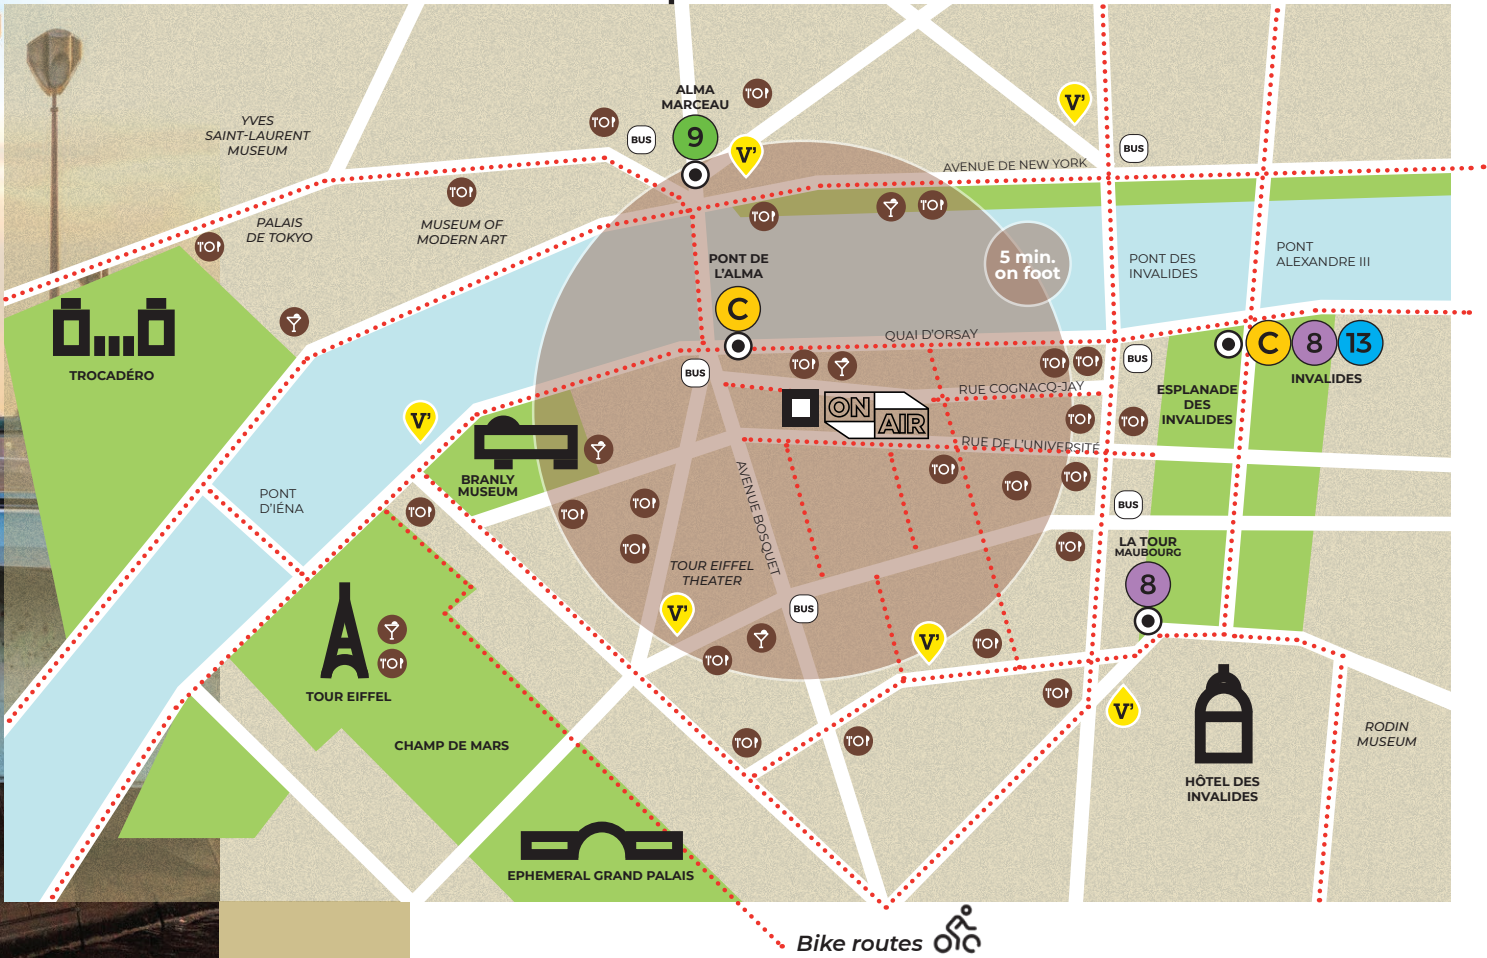 ALMA
MARCEAU
9
BUS
V'
V'
BUS
YVES
SAINT-LAURENT
MUSEUM
AVENUE DE NEW YORK
PALAIS
DE TOKYO
MUSEUM OF
MODERN ART
PONT DE
L'ALMA
C
5 min.
on foot
PONT DES
INVALIDES
PONT
ALEXANDRE III
QUAI D'ORSAY
C
8
13
INVALIDES
BUS
BUS
TROCADÉRO
RUE COGNACQ-JAY
ESPLANADE
DES
INVALIDES
ON
AIR
V'
RUE DE L'UNIVERSITÉ
BRANLY
MUSEUM
AVENUE BOSQUET
PONT
D'IÉNA
BUS
LA TOUR
MAUBOURG
8
TOUR EIFFEL
THEATER
V'
BUS
V'
TOUR EIFFEL
V'
CHAMP DE MARS
RODIN
MUSEUM
HÔTEL DES
INVALIDES
EPHEMERAL GRAND PALAIS
Bike routes